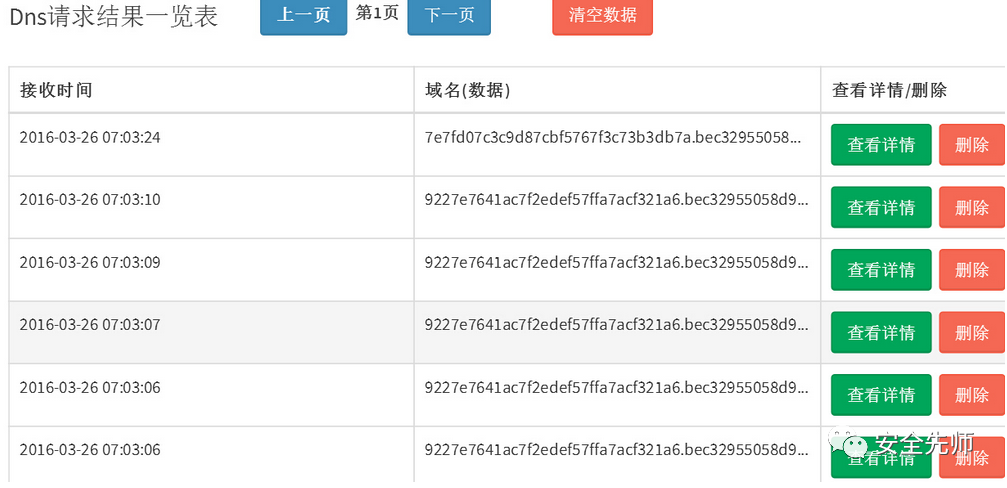 Dns请求结果一览表 上一页 第1页 下一页 清空数据
接收时间 域名(数据) 查看详情/删除
2016-03-26 07:03:24 7e7fd07c3c9d87cbf5767f3c73b3db7a.bec32955058... 查看详情 删除
2016-03-26 07:03:10 9227e7641ac7f2edef57ffa7acf321a6.bec32955058d9... 查看详情 删除
2016-03-26 07:03:09 9227e7641ac7f2edef57ffa7acf321a6.bec32955058d9... 查看详情 删除
2016-03-26 07:03:07 9227e7641ac7f2edef57ffa7acf321a6.bec32955058d9... 查看详情 删除
2016-03-26 07:03:06 9227e7641ac7f2edef57ffa7acf321a6.bec32955058d9... 查看详情 删除
2016-03-26 07:03:06 9227e7641ac7f2edef57ffa7acf321a6.bec32955058d9... 查看详情 删除
安全先师